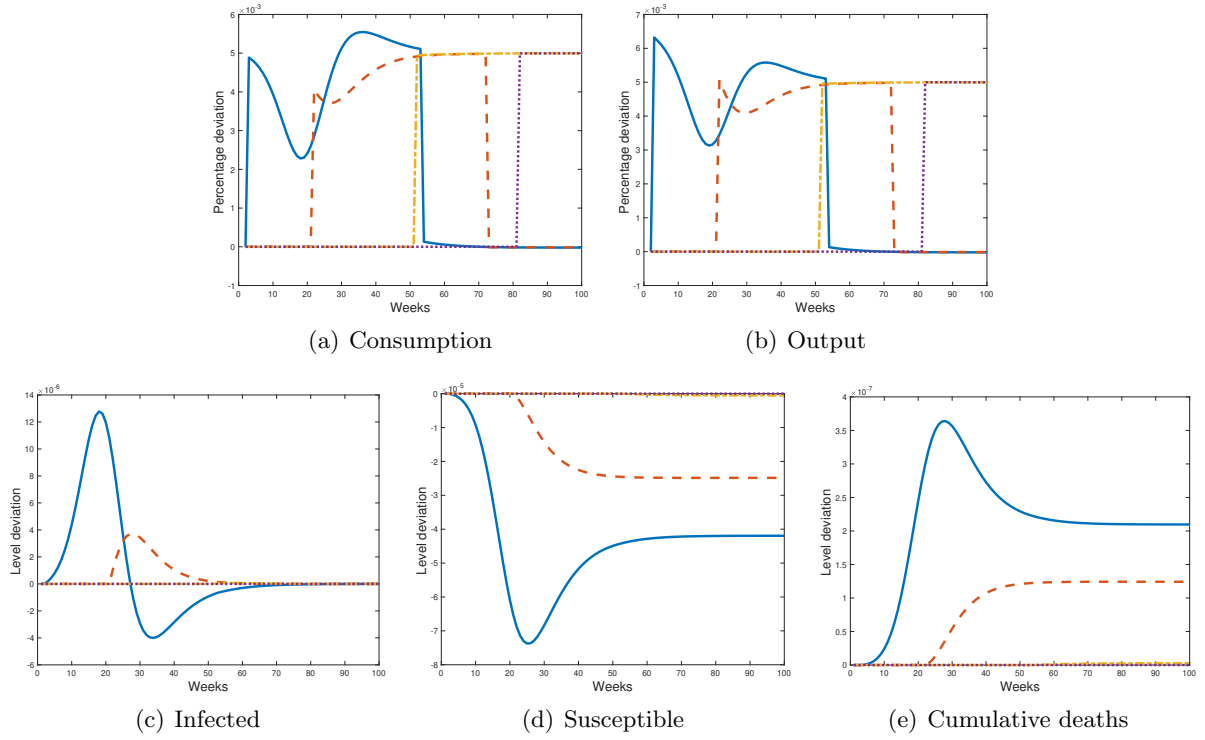 ×10⁻³
6
5
4
3
2
1
0
-1
Percentage deviation
0 10 20 30 40 50 60 70 80 90 100
Weeks
(a) Consumption
×10⁻³
7
6
5
4
3
2
1
0
-1
Percentage deviation
0 10 20 30 40 50 60 70 80 90 100
Weeks
(b) Output
×10⁻⁶
14
12
10
8
6
4
2
0
-2
-4
-6
Level deviation
0 10 20 30 40 50 60 70 80 90 100
Weeks
(c) Infected
×10⁻⁵
0
-1
-2
-3
-4
-5
-6
-7
-8
Level deviation
0 10 20 30 40 50 60 70 80 90 100
Weeks
(d) Susceptible
×10⁻⁷
4
3.5
3
2.5
2
1.5
1
0.5
0
Level deviation
0 10 20 30 40 50 60 70 80 90 100
Weeks
(e) Cumulative deaths